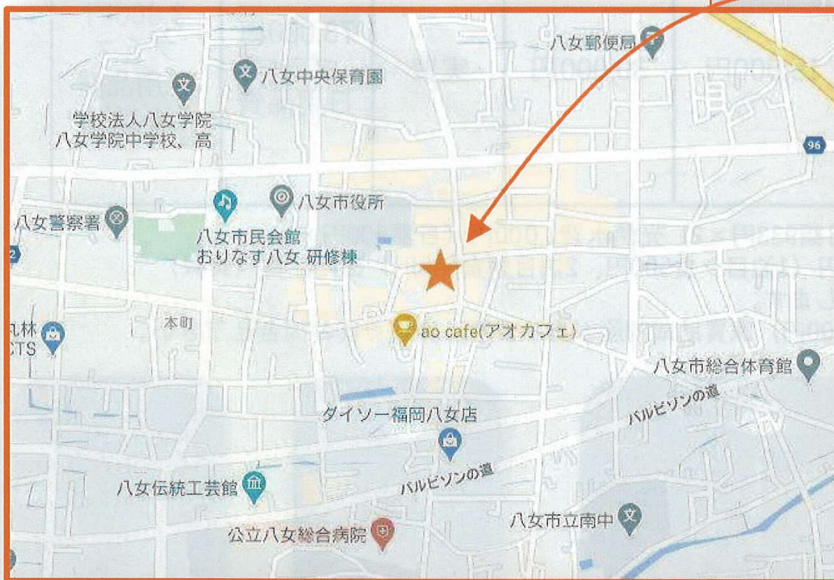 八女郵便局
八女中央保育園
学校法人八女学院
八女学院中学校、高
96
八女市役所
八女警察署
八女市民会館
おりなす八女 研修棟
2
本町
丸林
CTS
ao cafe(アオカフェ)
八女市総合体育館
バルビゾンの道
ダイソー福岡八女店
バルビゾンの道
八女伝統工芸館
八女市立南中
公立八女総合病院